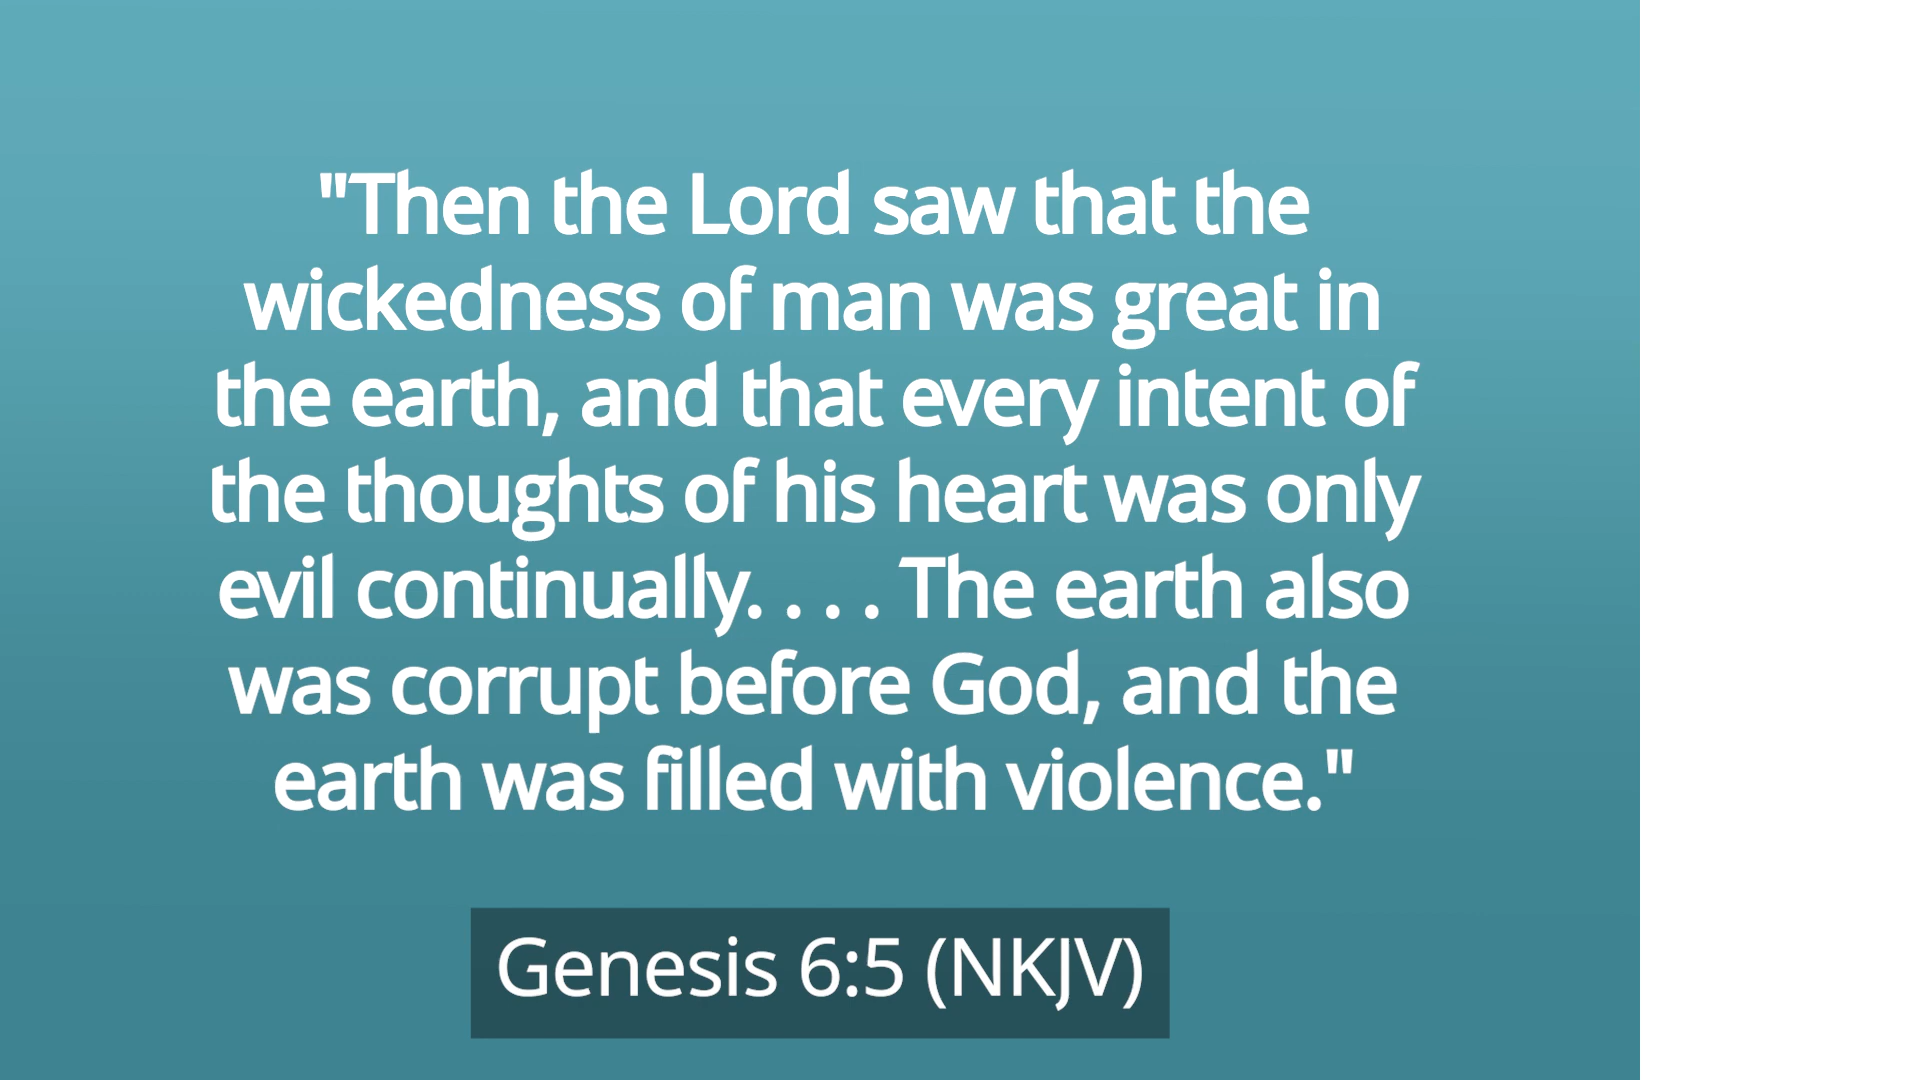 "Then the Lord saw that the
wickedness of man was great in
the earth, and that every intent of
the thoughts of his heart was only
evil continually. . . . The earth also
was corrupt before God, and the
earth was filled with violence."
Genesis 6:5 (NKJV)